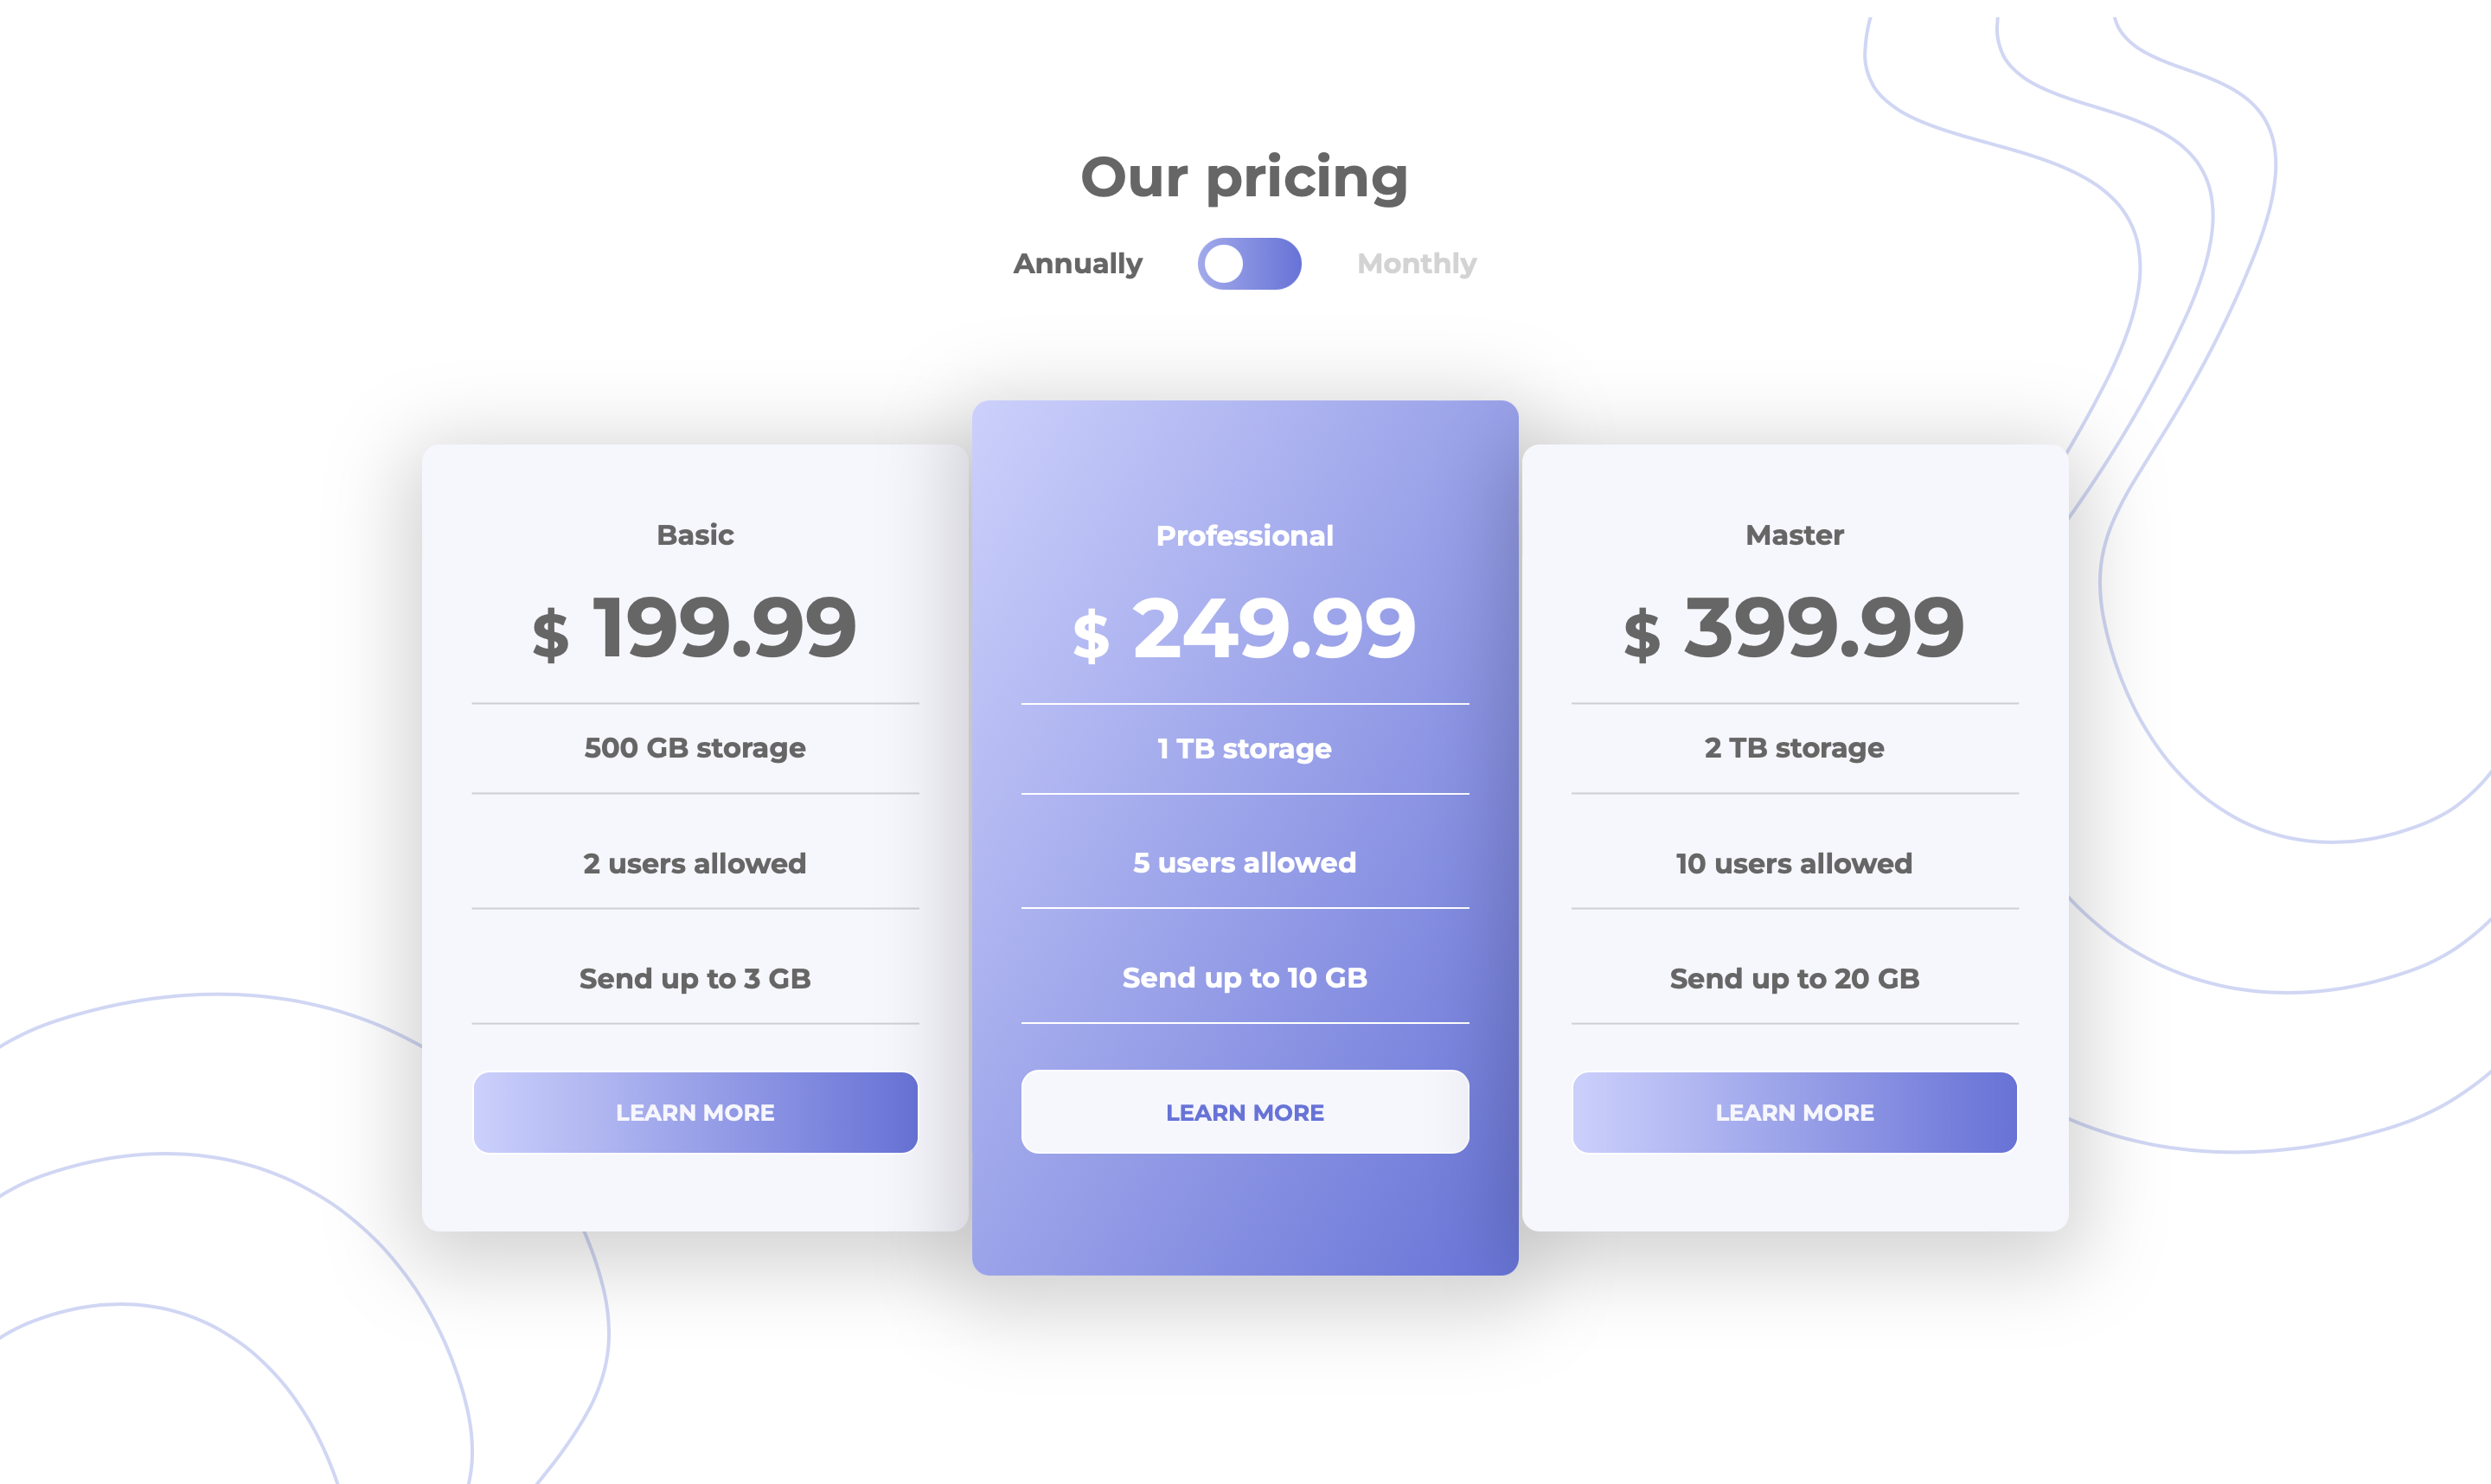 Our pricing
Annually
Monthly
Basic
$ 199.99
500 GB storage
2 users allowed
Send up to 3 GB
LEARN MORE
Professional
$ 249.99
1 TB storage
5 users allowed
Send up to 10 GB
LEARN MORE
Master
$ 399.99
2 TB storage
10 users allowed
Send up to 20 GB
LEARN MORE